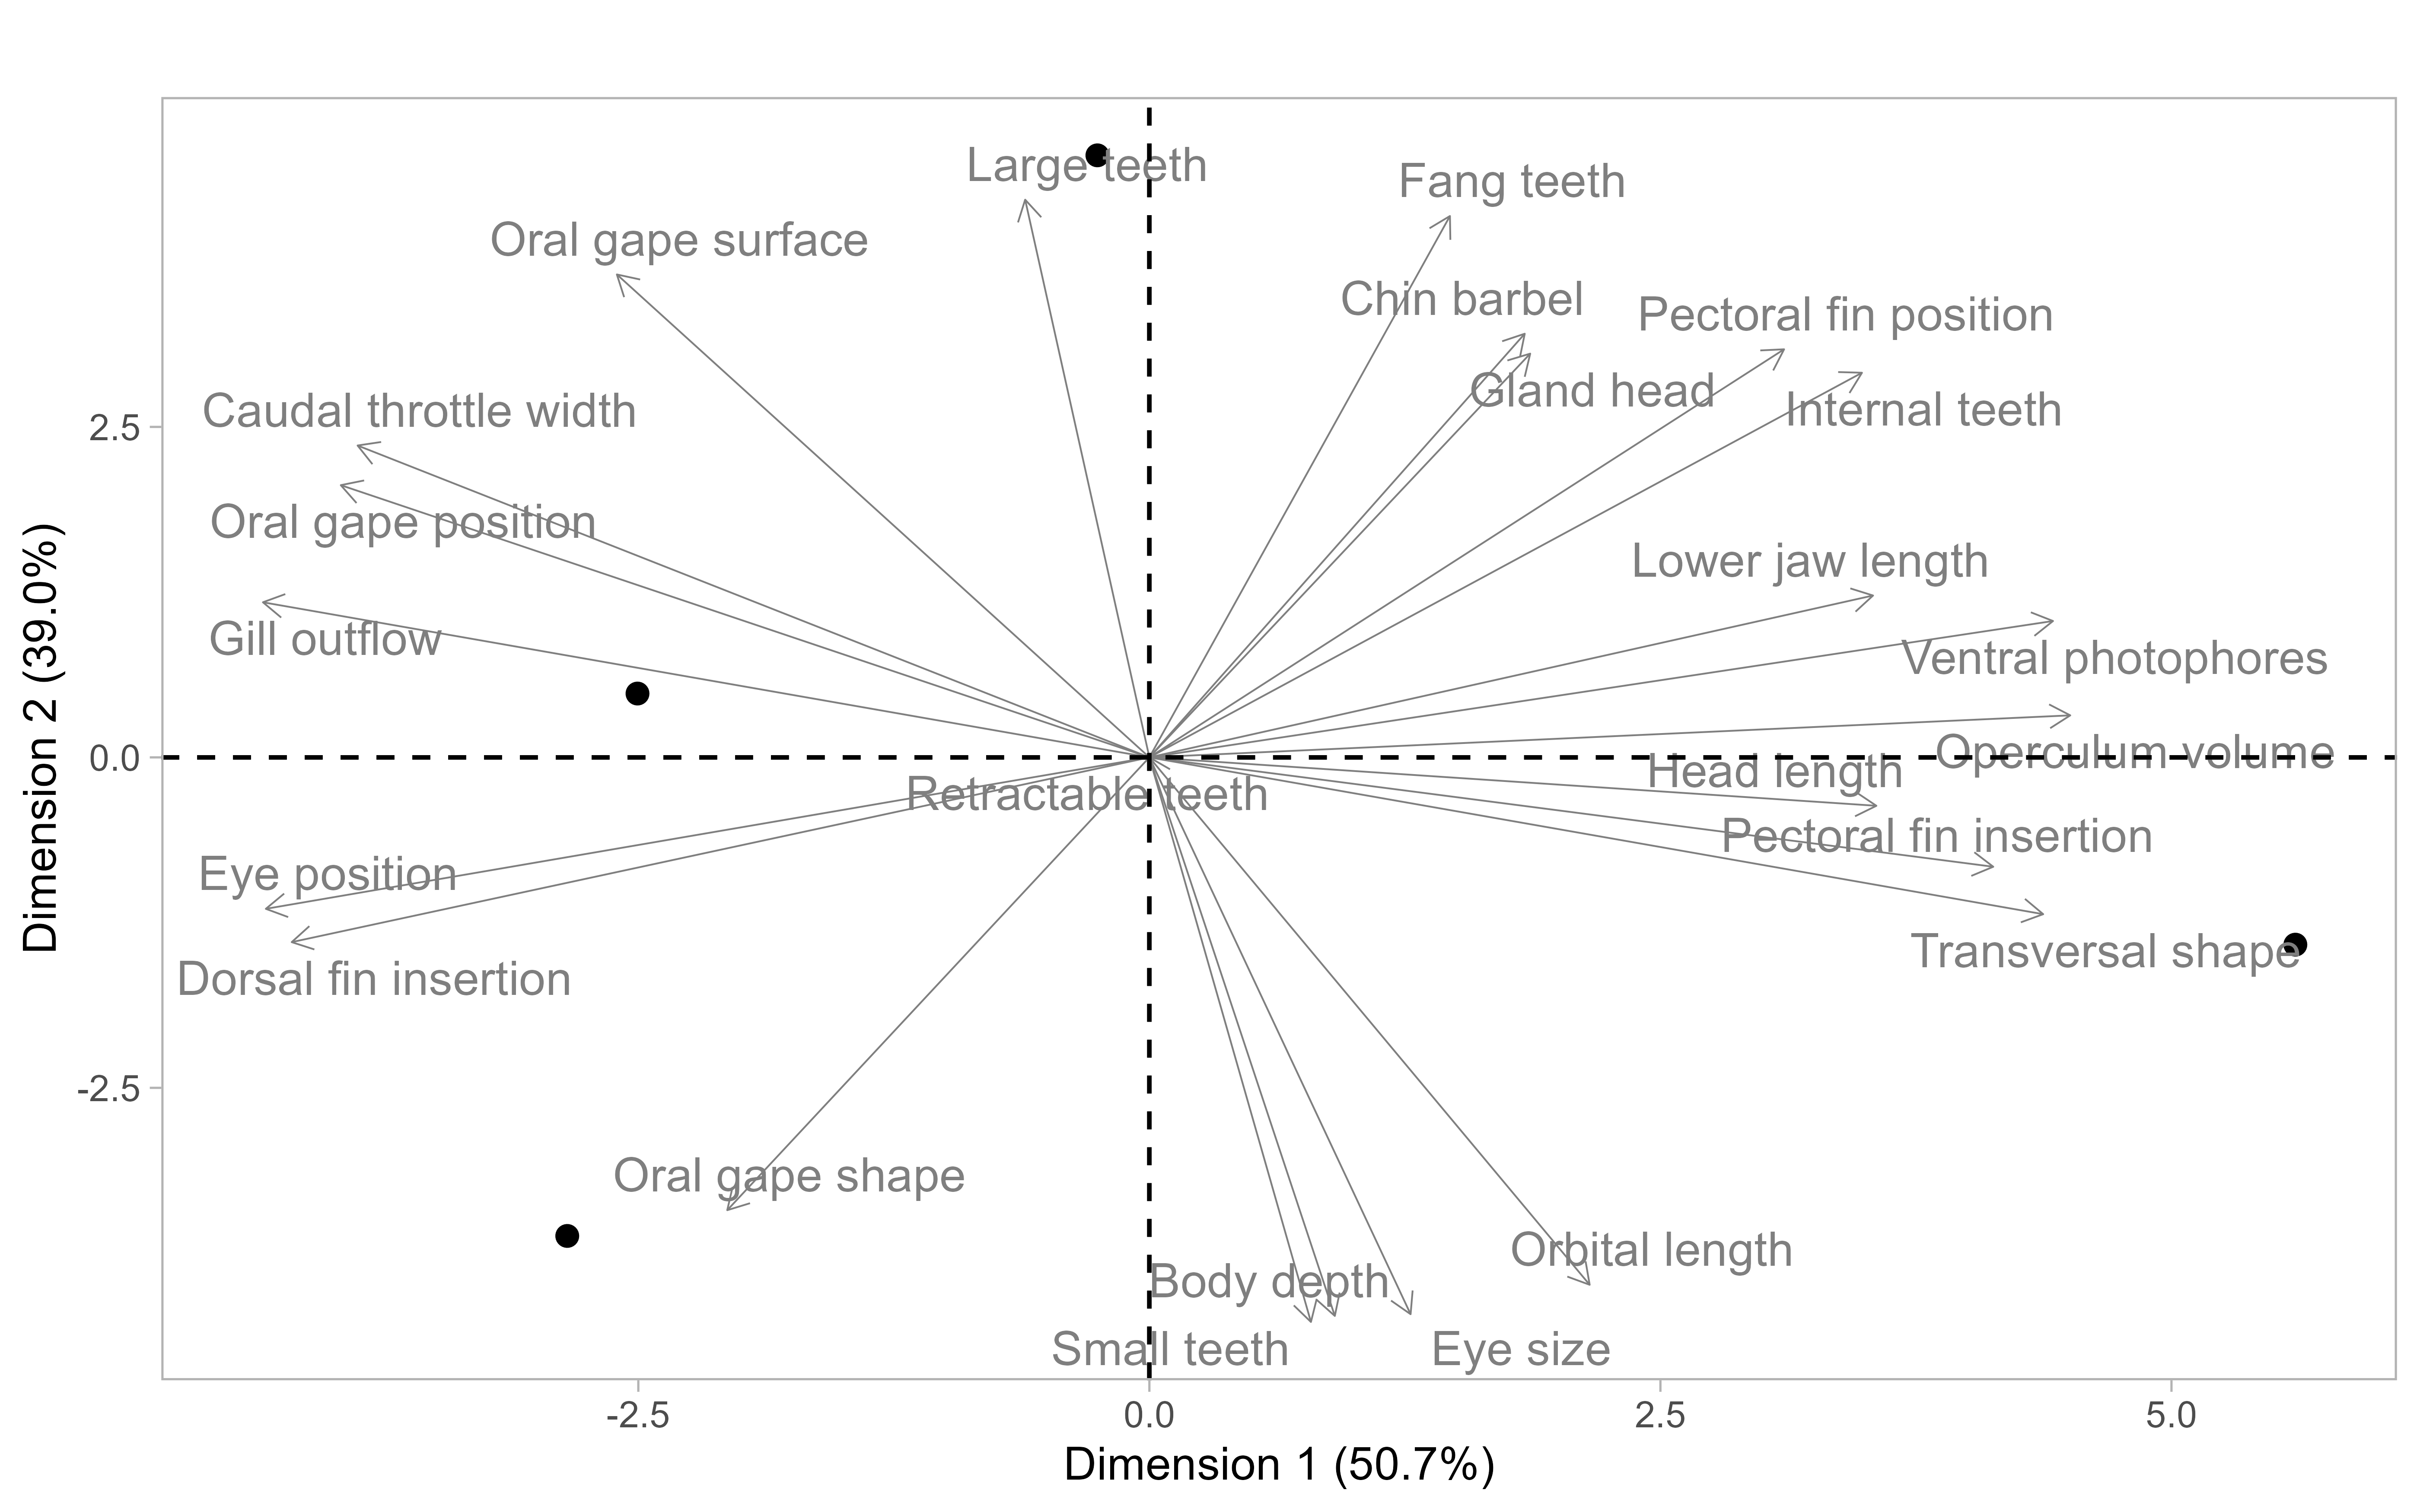 Large teeth
Fang teeth
Oral gape surface
Chin barbel
Pectoral fin position
Gland head
Internal teeth
Caudal throttle width
2.5
Oral gape position
Lower jaw length
Gill outflow
Ventral photophores
0.0
Operculum volume
Head length
Retractable teeth
Pectoral fin insertion
Eye position
Transversal shape
Dorsal fin insertion
-2.5
Oral gape shape
Orbital length
Body depth
Small teeth
Eye size
-2.5
0.0
2.5
5.0
Dimension 1 (50.7%)
Dimension 2 (39.0%)